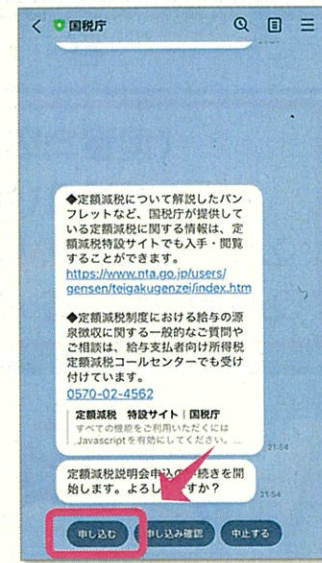 国税庁
◆定額減税について解説したパン
フレットなど、国税庁が提供して
いる定額減税に関する情報は、定
額減税特設サイトでも入手・閲覧
することができます。
https://www.nta.go.jp/users/
gensen/teigakugenzei/index.htm
◆定額減税制度における給与の源
泉徴収に関する一般的なご質問や
ご相談は、給与支払者向け所得税
定額減税コールセンターでも受け
付けています。
0570-02-4562
定額減税 特設サイト｜国税庁
すべての機能をご利用いただくには
Javascriptを有効にしてください。...
21:54
定額減税説明会申込の手続きを開
始します。よろし すか？
21:54
申し込む
申し込み確認
中止する